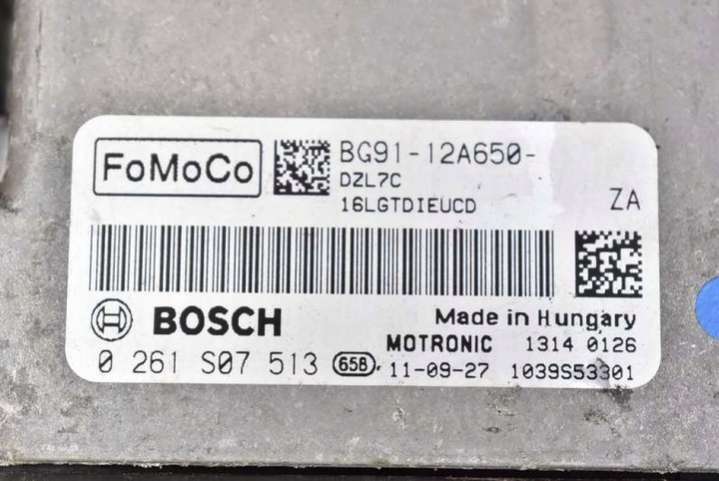 FoMoCo
BG91-12A650-
DZL7C
16LGTDIEUCD
ZA
BOSCH
Made in Hungary
MOTRONIC 1314 0126
0 261 S07 513 658. 11-09-27 1039S53301